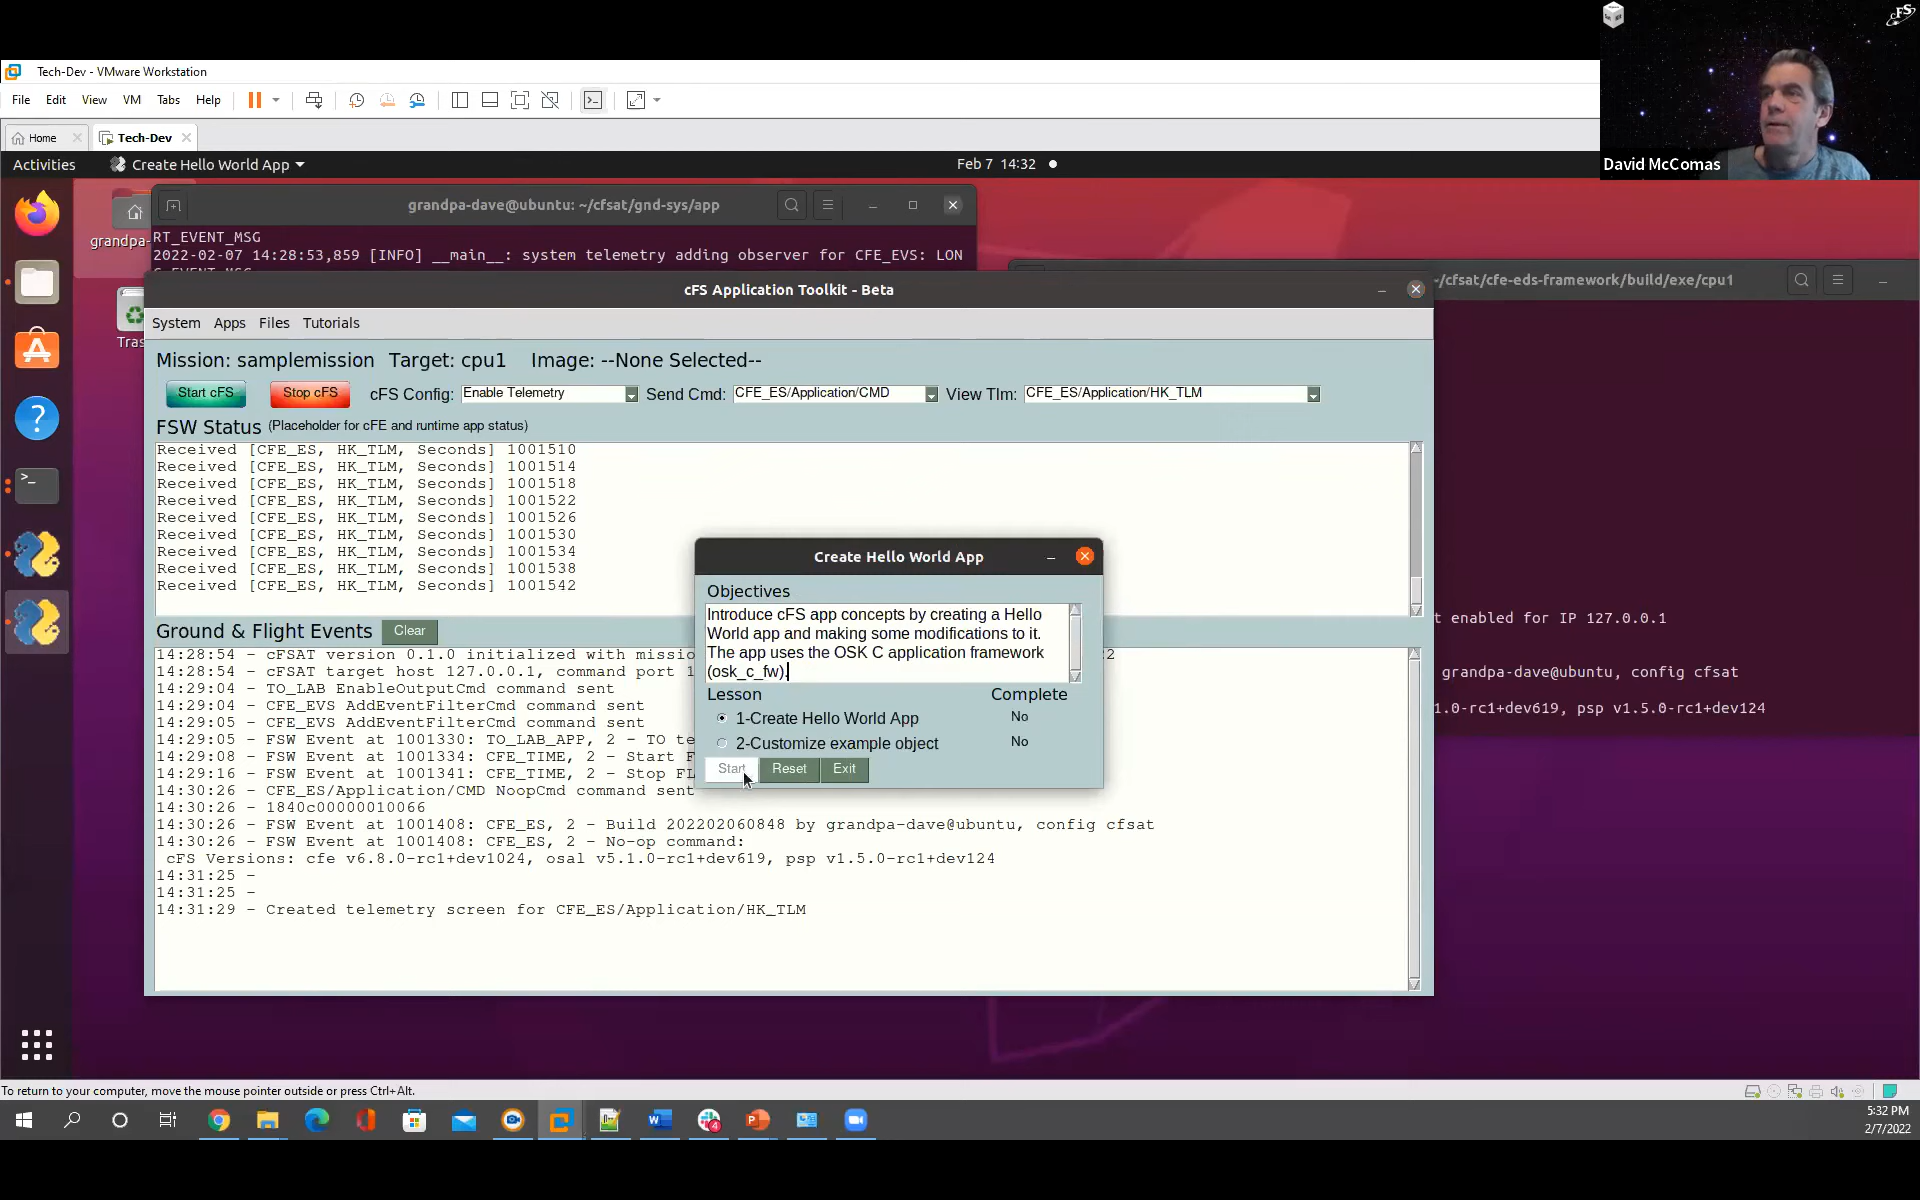 Tech-Dev - VMware Workstation
File Edit View VM Tabs Help
Home Tech-Dev
Activities Create Hello World App Feb 7 14:32
David McComas
grandpa-dave@ubuntu: ~/cfsat/gnd-sys/app
grandpa-
RT_EVENT_MSG
2022-02-07 14:28:53,859 [INFO] __main__: system telemetry adding observer for CFE_EVS: LON
~/cfsat/cfe-eds-framework/build/exe/cpu1
cFS Application Toolkit - Beta
System Apps Files Tutorials
Tras
Mission: samplemission Target: cpu1 Image: --None Selected--
Start cFS Stop cFS cFS Config: Enable Telemetry Send Cmd: CFE_ES/Application/CMD View Tlm: CFE_ES/Application/HK_TLM
FSW Status (Placeholder for cFE and runtime app status)
Received [CFE_ES, HK_TLM, Seconds] 1001510
Received [CFE_ES, HK_TLM, Seconds] 1001514
Received [CFE_ES, HK_TLM, Seconds] 1001518
Received [CFE_ES, HK_TLM, Seconds] 1001522
Received [CFE_ES, HK_TLM, Seconds] 1001526
Received [CFE_ES, HK_TLM, Seconds] 1001530
Received [CFE_ES, HK_TLM, Seconds] 1001534
Received [CFE_ES, HK_TLM, Seconds] 1001538
Received [CFE_ES, HK_TLM, Seconds] 1001542
Create Hello World App
Objectives
Introduce cFS app concepts by creating a Hello
World app and making some modifications to it.
The app uses the OSK C application framework
(osk_c_fw).
Lesson Complete
1-Create Hello World App No
2-Customize example object No
Start Reset Exit
t enabled for IP 127.0.0.1
grandpa-dave@ubuntu, config cfsat
1.0-rc1+dev619, psp v1.5.0-rc1+dev124
Ground & Flight Events Clear
14:28:54 - cFSAT version 0.1.0 initialized with missio 2
14:28:54 - cFSAT target host 127.0.0.1, command port 1
14:29:04 - TO_LAB EnableOutputCmd command sent
14:29:04 - CFE_EVS AddEventFilterCmd command sent
14:29:05 - CFE_EVS AddEventFilterCmd command sent
14:29:05 - FSW Event at 1001330: TO_LAB_APP, 2 - TO te
14:29:08 - FSW Event at 1001334: CFE_TIME, 2 - Start F
14:29:16 - FSW Event at 1001341: CFE_TIME, 2 - Stop FL
14:30:26 - CFE_ES/Application/CMD NoopCmd command sent
14:30:26 - 1840c00000010066
14:30:26 - FSW Event at 1001408: CFE_ES, 2 - Build 202202060848 by grandpa-dave@ubuntu, config cfsat
14:30:26 - FSW Event at 1001408: CFE_ES, 2 - No-op command:
cFS Versions: cfe v6.8.0-rc1+dev1024, osal v5.1.0-rc1+dev619, psp v1.5.0-rc1+dev124
14:31:25 -
14:31:25 -
14:31:29 - Created telemetry screen for CFE_ES/Application/HK_TLM
To return to your computer, move the mouse pointer outside or press Ctrl+Alt.
5:32 PM
2/7/2022